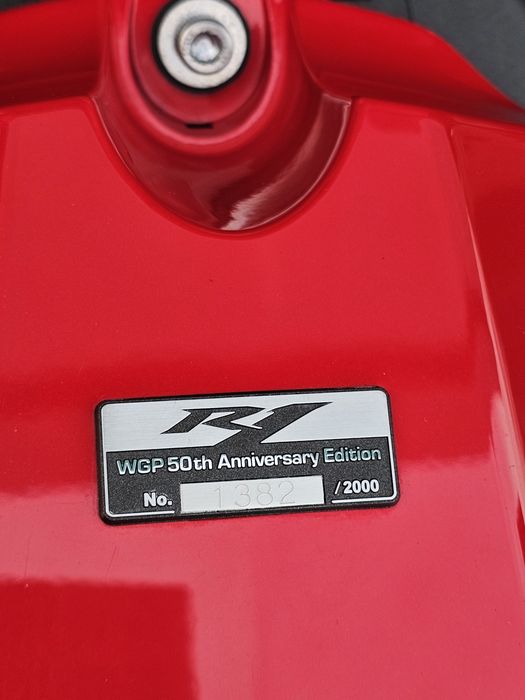 R1
WGP 50th Anniversary Edition
No. 1382 /2000